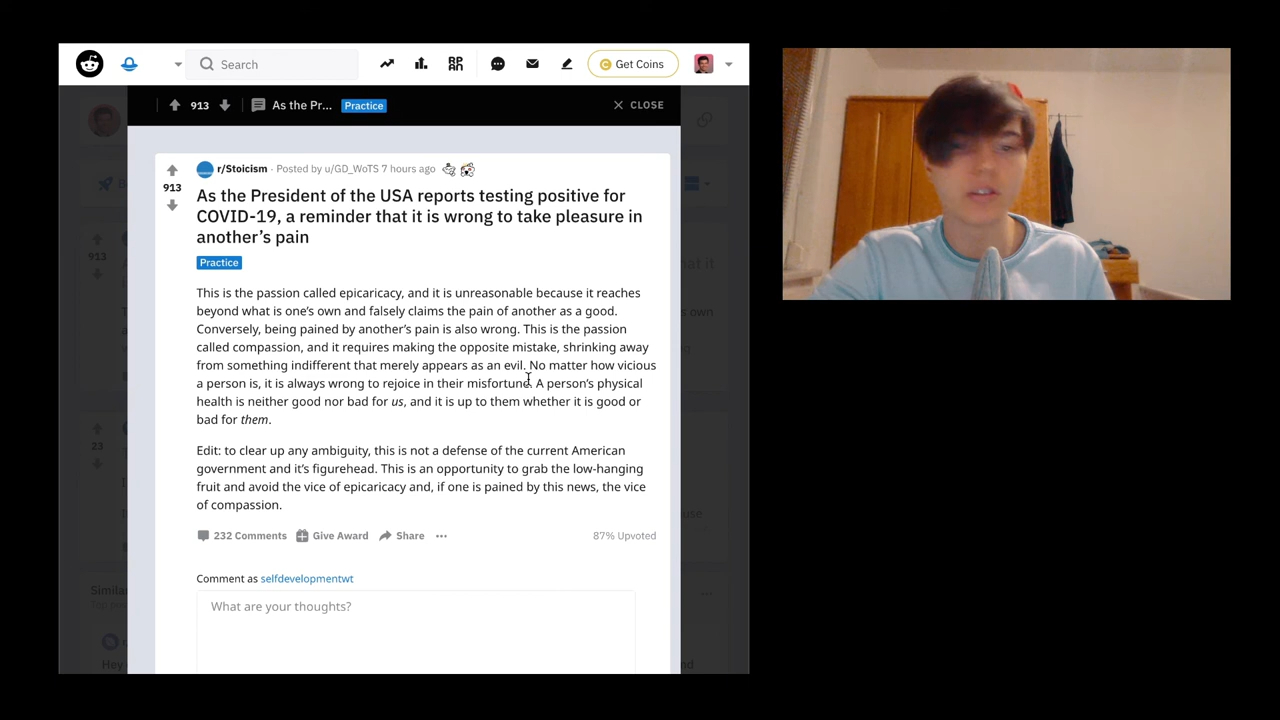 Search
Get Coins
913
As the Pr...
Practice
CLOSE
r/Stoicism · Posted by u/GD_WoTS 7 hours ago
913
As the President of the USA reports testing positive for
COVID-19, a reminder that it is wrong to take pleasure in
another’s pain
Practice
This is the passion called epicaricacy, and it is unreasonable because it reaches
beyond what is one’s own and falsely claims the pain of another as a good.
Conversely, being pained by another’s pain is also wrong. This is the passion
called compassion, and it requires making the opposite mistake, shrinking away
from something indifferent that merely appears as an evil. No matter how vicious
a person is, it is always wrong to rejoice in their misfortune. A person’s physical
health is neither good nor bad for us, and it is up to them whether it is good or
bad for them.
Edit: to clear up any ambiguity, this is not a defense of the current American
government and it’s figurehead. This is an opportunity to grab the low-hanging
fruit and avoid the vice of epicaricacy and, if one is pained by this news, the vice
of compassion.
232 Comments
Give Award
Share
87% Upvoted
Comment as selfdevelopmentwt
What are your thoughts?
913
23
Similar
Hey